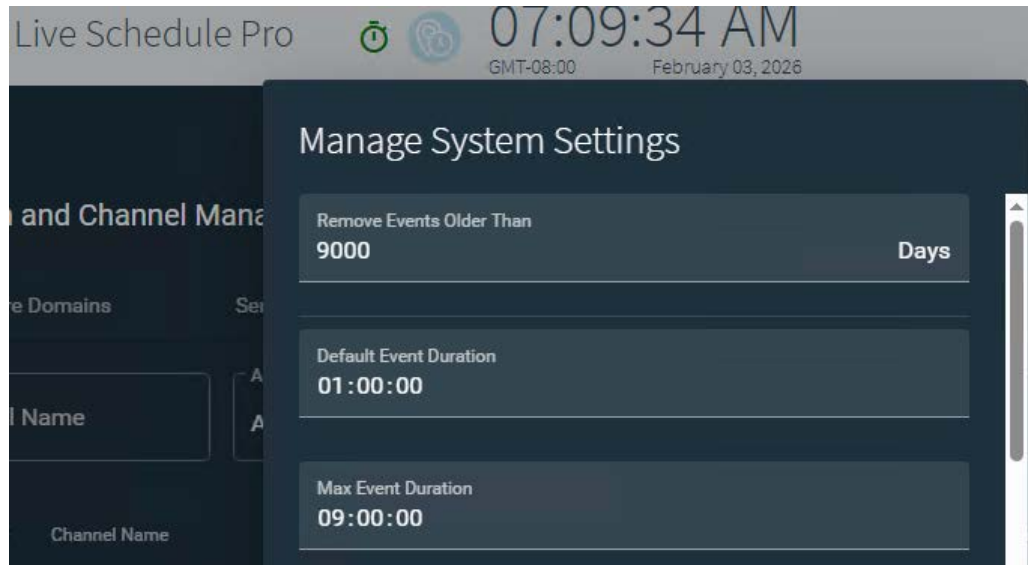 Live Schedule Pro
07:09:34 AM
GMT-08:00 February 03, 2026
Manage System Settings
and Channel Mana
Remove Events Older Than
9000 Days
Domains
Default Event Duration
01:00:00
Name
Max Event Duration
09:00:00
Channel Name